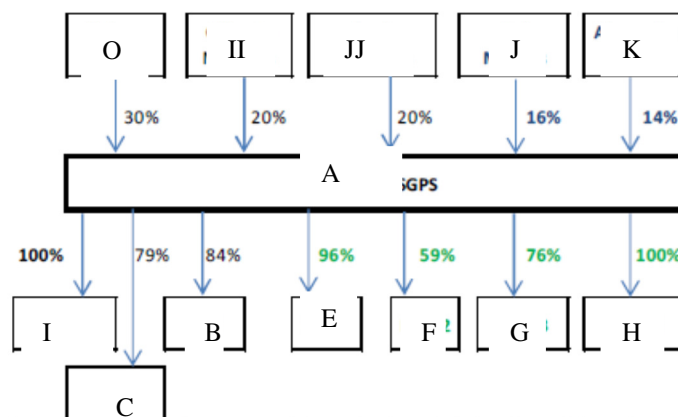 O II JJ J K
30% 20% 20% 16% 14%
A
SGPS
100% 79% 84% 96% 59% 76% 100%
I B E F G H
C